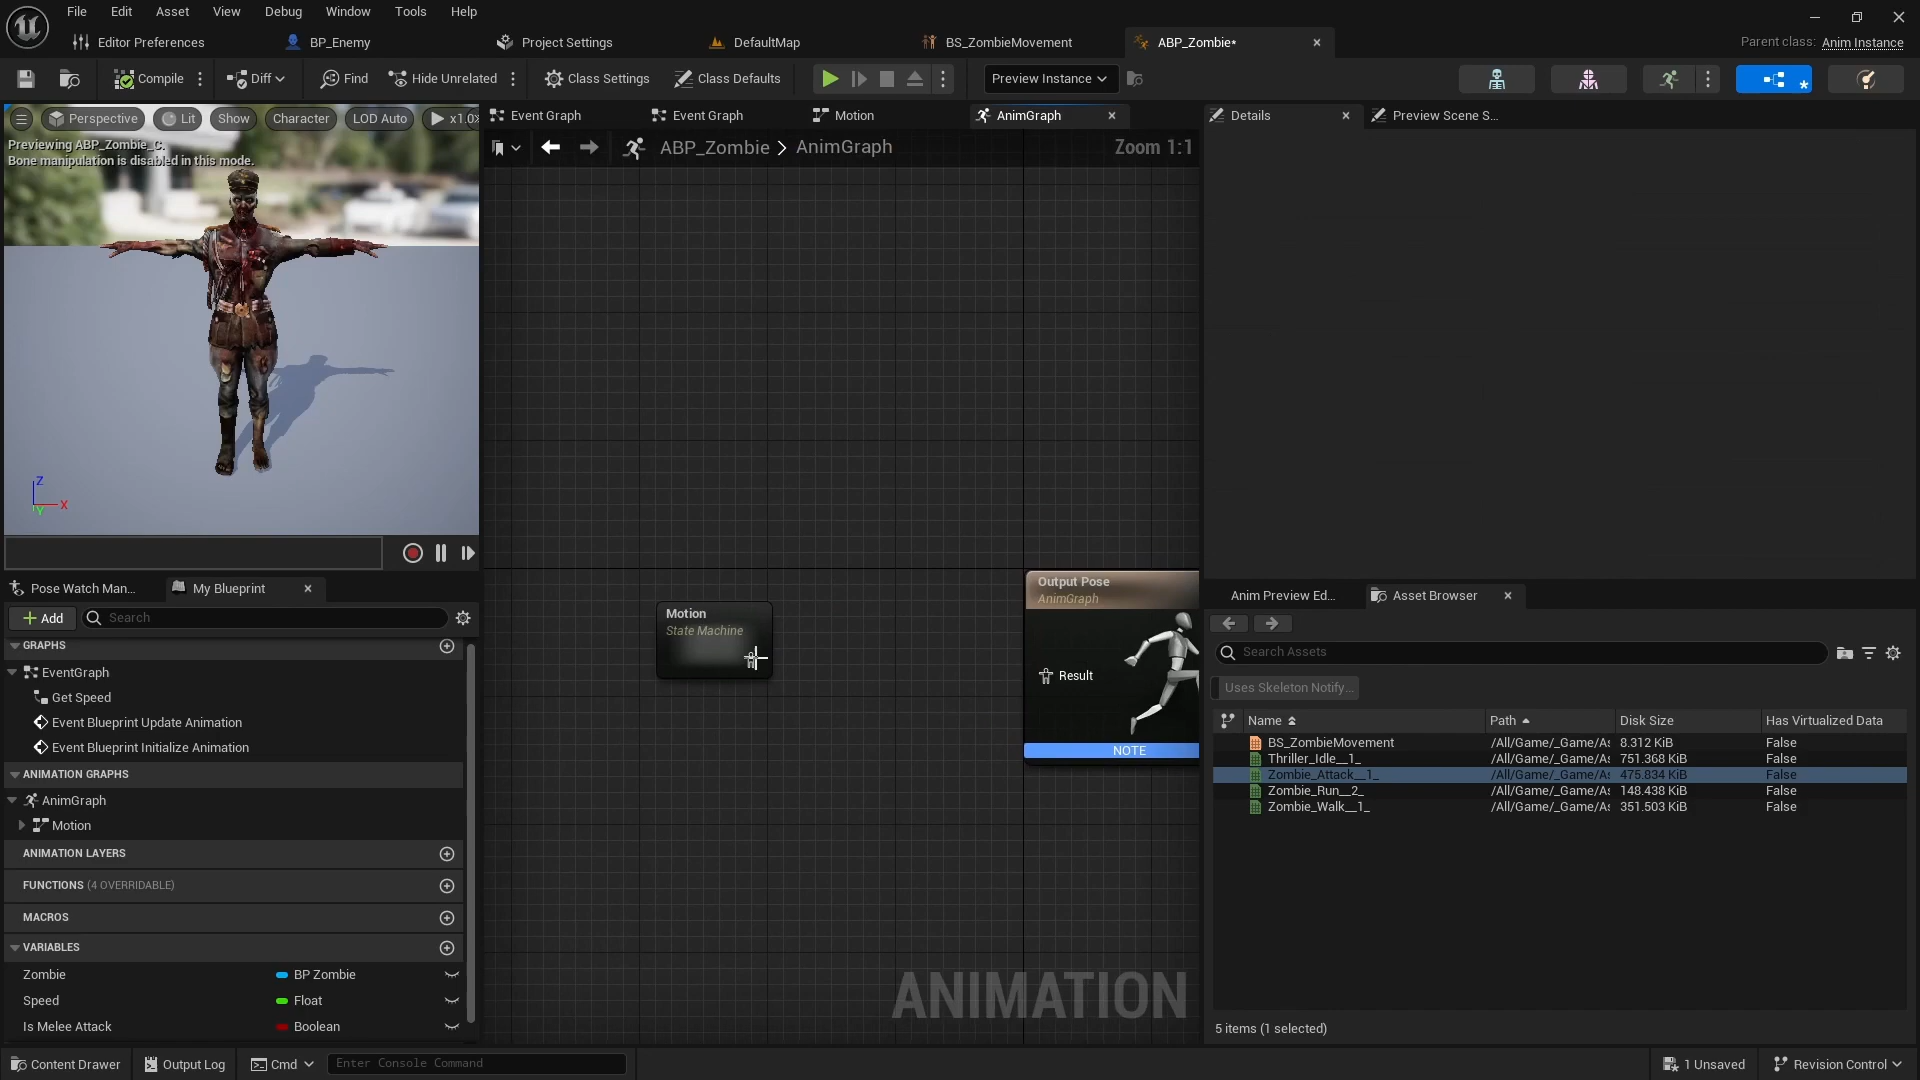 File Edit Asset View Debug Window Tools Help
Editor Preferences BP_Enemy Project Settings DefaultMap BS_ZombieMovement ABP_Zombie* Parent class: Anim Instance
Compile Diff Find Hide Unrelated Class Settings Class Defaults Preview Instance
Perspective Lit Show Character LOD Auto x1.0
Previewing ABP_Zombie_C.
Bone manipulation is disabled in this mode.
Z
X
Y
Event Graph Event Graph Motion AnimGraph
ABP_Zombie > AnimGraph Zoom 1:1
Motion
State Machine
Output Pose
AnimGraph
Result
NOTE
ANIMATION
Pose Watch Man... My Blueprint
Add Search
GRAPHS
EventGraph
Get Speed
Event Blueprint Update Animation
Event Blueprint Initialize Animation
ANIMATION GRAPHS
AnimGraph
Motion
ANIMATION LAYERS
FUNCTIONS (4 OVERRIDABLE)
MACROS
VARIABLES
Zombie BP Zombie
Speed Float
Is Melee Attack Boolean
Details Preview Scene S...
Anim Preview Ed... Asset Browser
Search Assets
Uses Skeleton Notify...
Name Path Disk Size Has Virtualized Data
BS_ZombieMovement /All/Game/_Game/As 8.312 KiB False
Thriller_Idle__1_ /All/Game/_Game/As 751.368 KiB False
Zombie_Attack__1_ /All/Game/_Game/As 475.834 KiB False
Zombie_Run__2_ /All/Game/_Game/As 148.438 KiB False
Zombie_Walk__1_ /All/Game/_Game/As 351.503 KiB False
5 items (1 selected)
Content Drawer Output Log Cmd Enter Console Command 1 Unsaved Revision Control